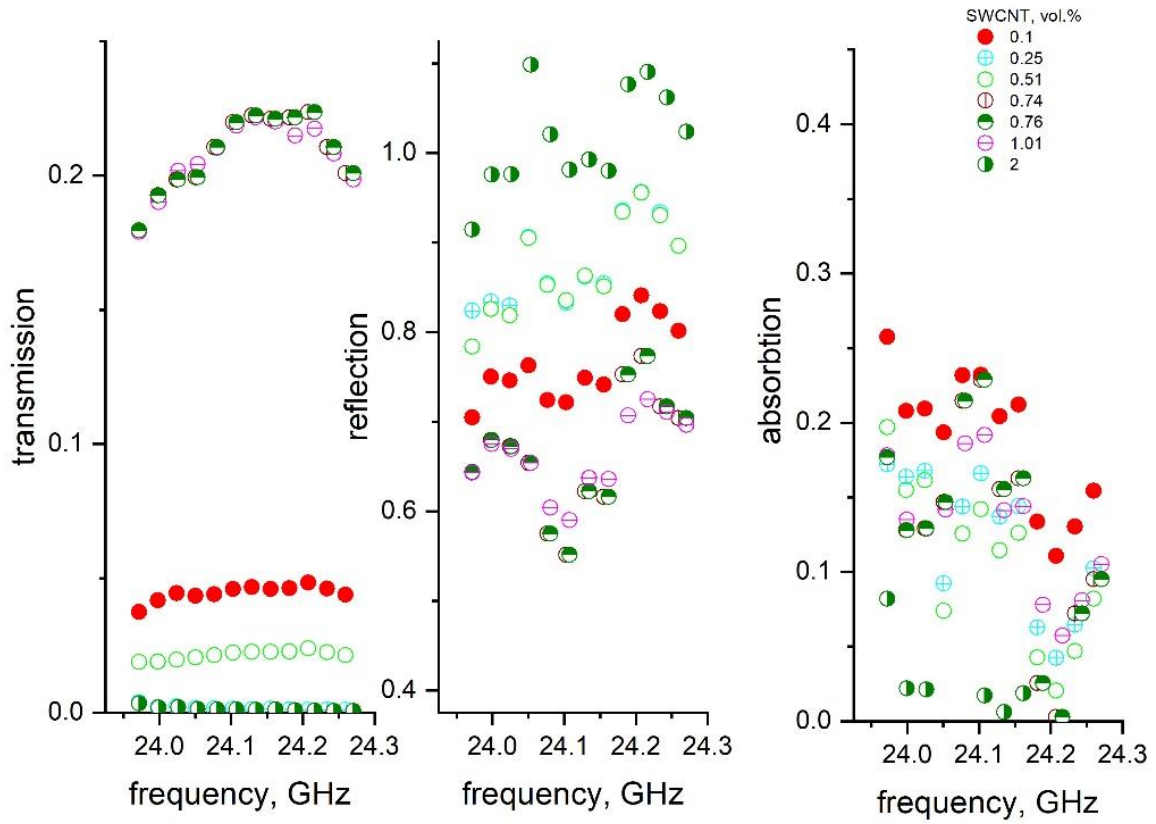 SWCNT, vol.%
0.1
0.25
0.51
0.74
0.76
1.01
2
transmission
0.2
0.1
0.0
24.0 24.1 24.2 24.3
frequency, GHz
reflection
1.0
0.8
0.6
0.4
24.0 24.1 24.2 24.3
frequency, GHz
absorbtion
0.4
0.3
0.2
0.1
0.0
24.0 24.1 24.2 24.3
frequency, GHz